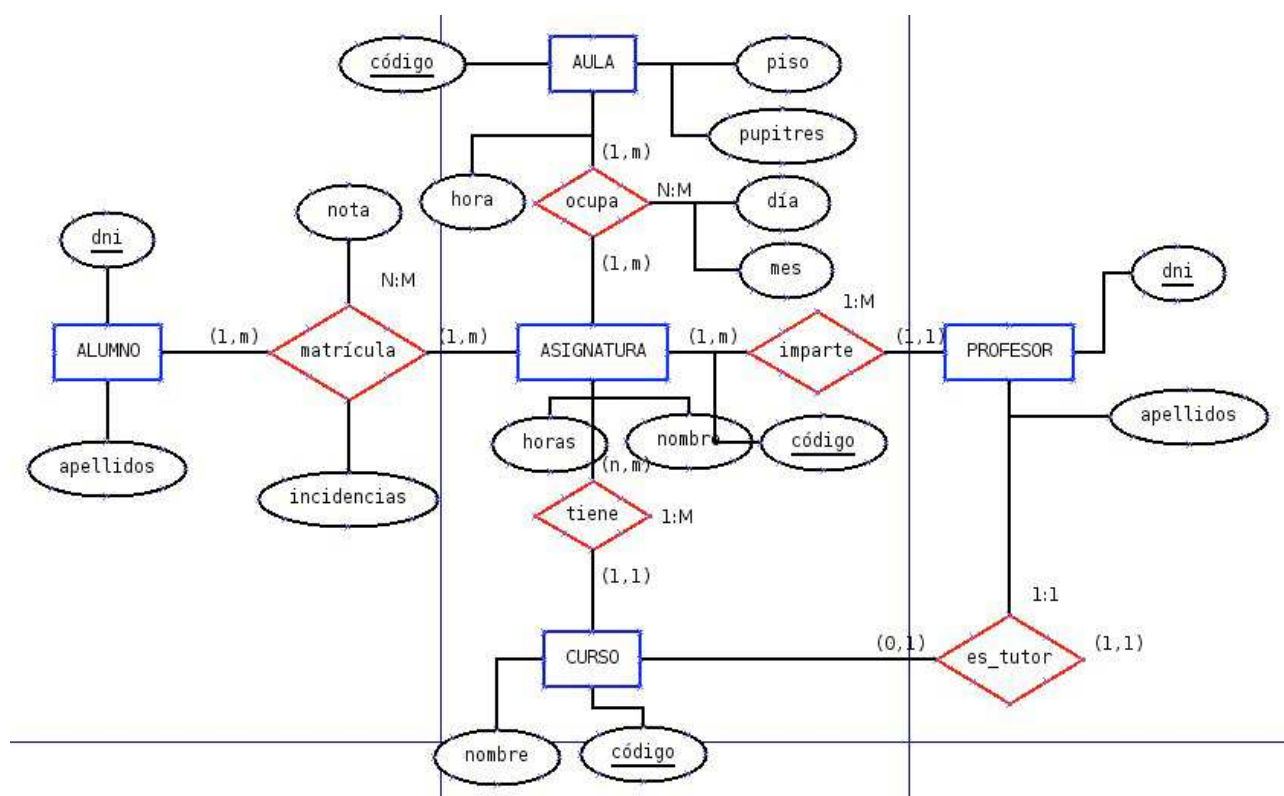 código
AULA
piso
pupitres
(1,m)
hora
ocupa
N:M
día
mes
(1,m)
nota
dni
N:M
ALUMNO
(1,m)
matrícula
(1,m)
ASIGNATURA
(1,m)
1:M
imparte
(1,1)
PROFESOR
dni
apellidos
apellidos
incidencias
horas
nombre
código
(n,m)
tiene
1:M
(1,1)
CURSO
(0,1)
1:1
es_tutor
(1,1)
nombre
código